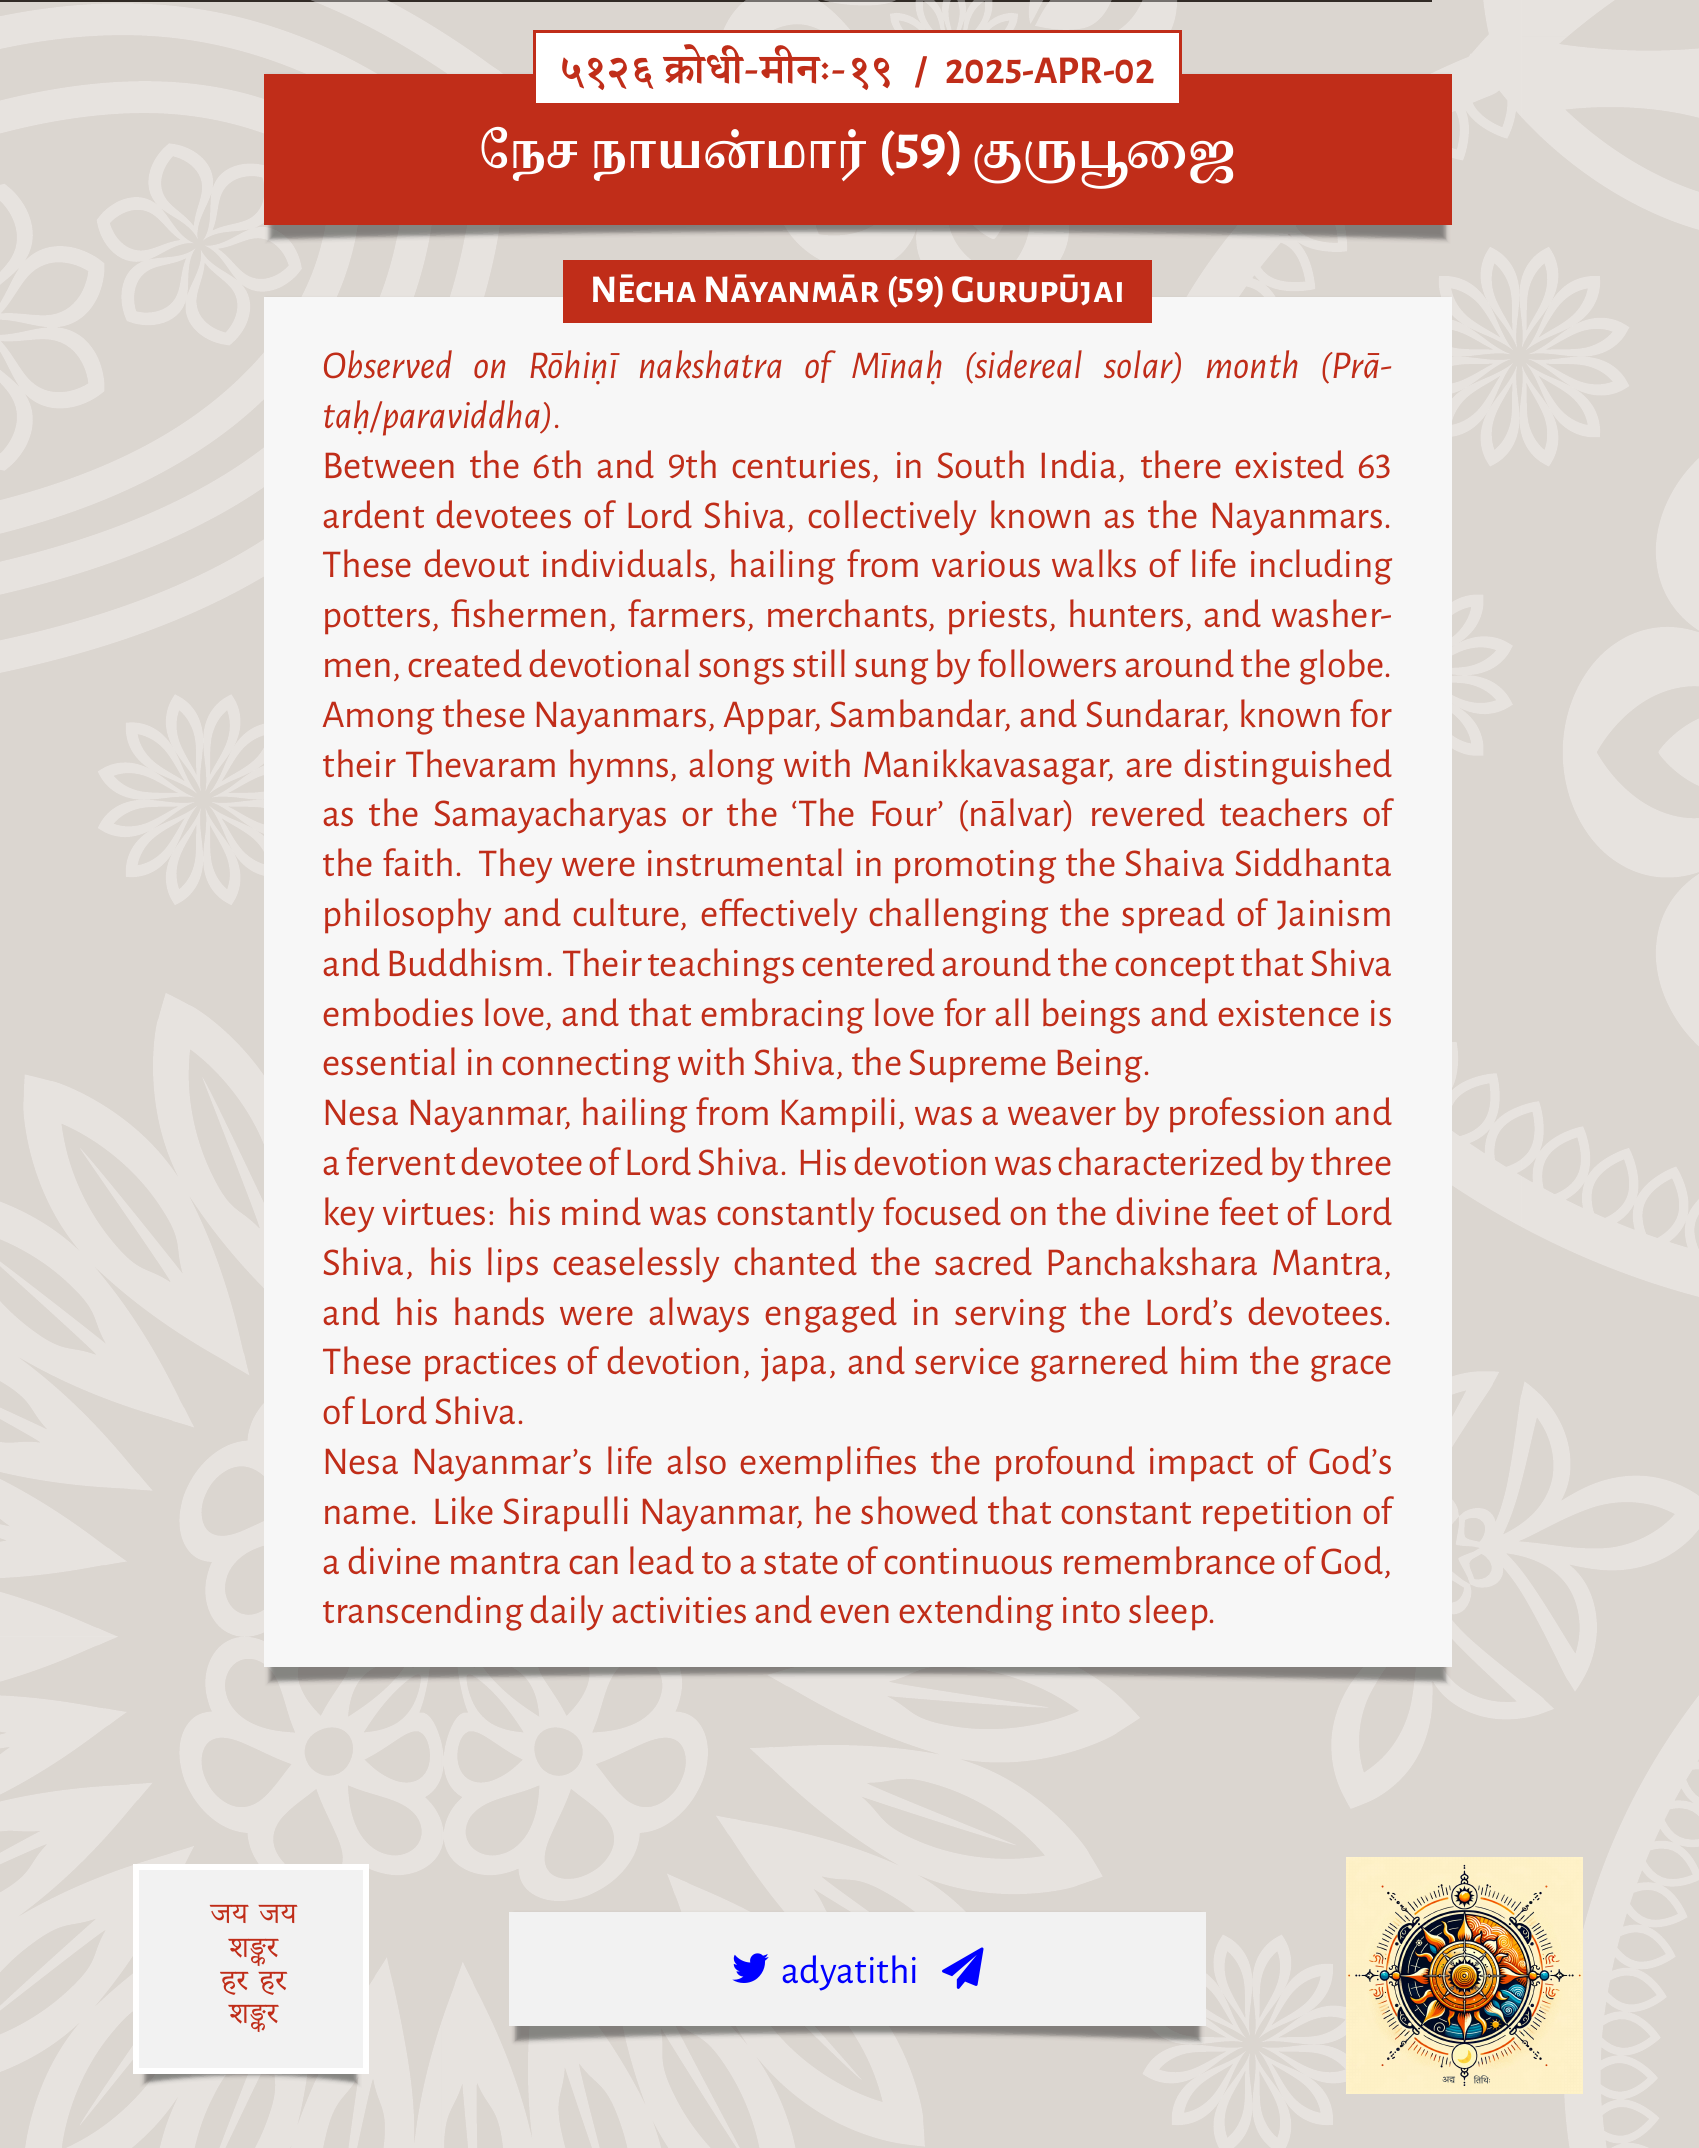 ५१२६ क्रोधी-मीनः-१९ / 2025-APR-02
நேச நாயன்மார் (59) குருபூஜை
Nēcha Nāyanmār (59) Gurupūjai
Observed on Rōhiṇī nakshatra of Mīnaḥ (sidereal solar) month (Prā-
taḥ/paraviddha).
Between the 6th and 9th centuries, in South India, there existed 63
ardent devotees of Lord Shiva, collectively known as the Nayanmars.
These devout individuals, hailing from various walks of life including
potters, fishermen, farmers, merchants, priests, hunters, and washer-
men, created devotional songs still sung by followers around the globe.
Among these Nayanmars, Appar, Sambandar, and Sundarar, known for
their Thevaram hymns, along with Manikkavasagar, are distinguished
as the Samayacharyas or the ‘The Four’ (nālvar) revered teachers of
the faith. They were instrumental in promoting the Shaiva Siddhanta
philosophy and culture, effectively challenging the spread of Jainism
and Buddhism. Their teachings centered around the concept that Shiva
embodies love, and that embracing love for all beings and existence is
essential in connecting with Shiva, the Supreme Being.
Nesa Nayanmar, hailing from Kampili, was a weaver by profession and
a fervent devotee of Lord Shiva. His devotion was characterized by three
key virtues: his mind was constantly focused on the divine feet of Lord
Shiva, his lips ceaselessly chanted the sacred Panchakshara Mantra,
and his hands were always engaged in serving the Lord’s devotees.
These practices of devotion, japa, and service garnered him the grace
of Lord Shiva.
Nesa Nayanmar’s life also exemplifies the profound impact of God’s
name. Like Sirapulli Nayanmar, he showed that constant repetition of
a divine mantra can lead to a state of continuous remembrance of God,
transcending daily activities and even extending into sleep.
जय जय
शङ्कर
हर हर
शङ्कर
adyatithi
अद्य तिथिः